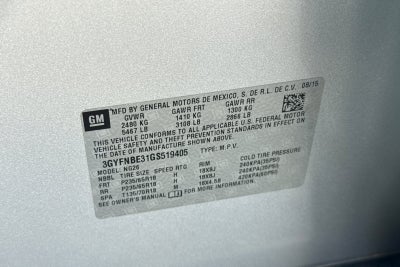 GM
MFD BY GENERAL MOTORS DE MEXICO, S. DE R.L. DE C.V. 08/15
GVWR GAWR FRT GAWR RR
2480 KG 1410 KG 1300 KG
5467 LB 3108 LB 2866 LB
THIS VEHICLE CONFORMS TO ALL APPLICABLE U.S. FEDERAL MOTOR
VEHICLE SAFETY AND THEFT PREVENTION STANDARDS IN EFFECT ON
THE DATE OF MANUFACTURE SHOWN ABOVE.
3GYFNBE31GS519405 TYPE: M.P.V.
MODEL: NG26
NBBL TIRE SIZE SPEED RTG RIM COLD TIRE PRESSURE
FRT P235/65R18 H 18X8J 240KPA(35PSI)
RR P235/65R18 H 18X8J 240KPA(35PSI)
SPA T135/70R18 M 18X4.5B 420KPA(60PSI)
SEE OWNER'S MANUAL FOR MORE INFORMATION.